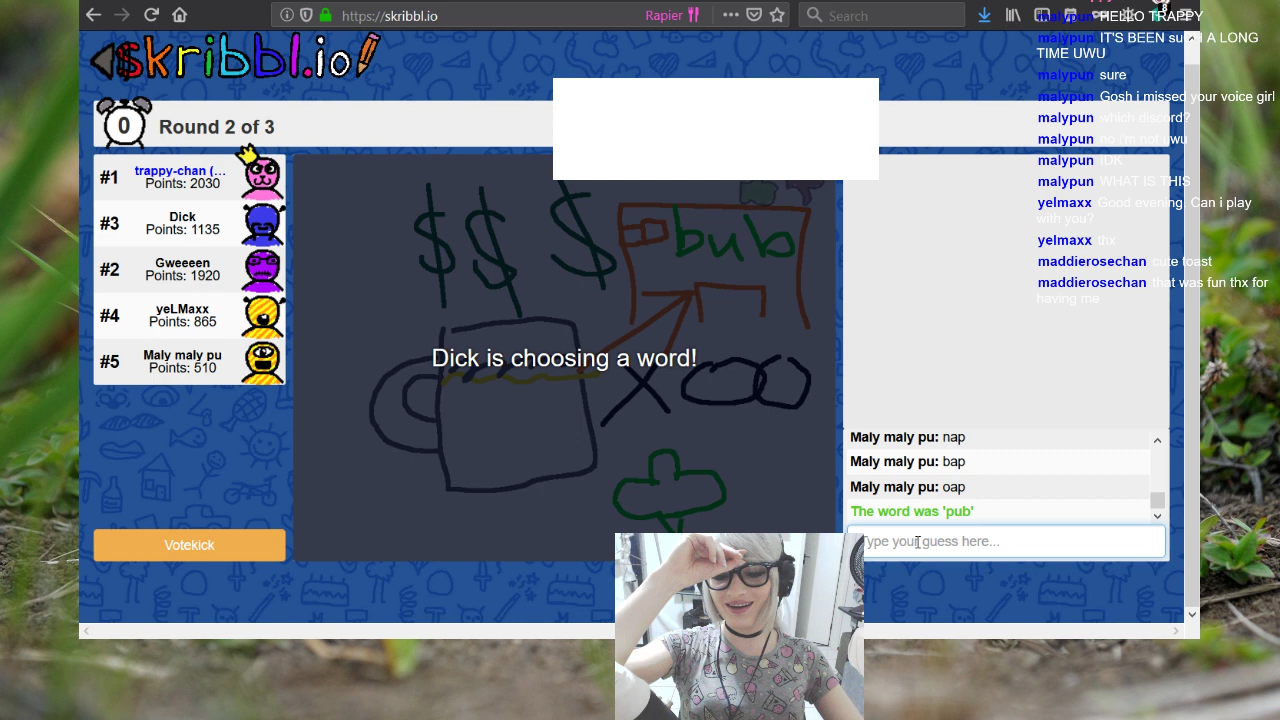 https://skribbl.io
Rapier
Search
skribbl.io
0
Round 2 of 3
#1
trappy-chan (...
Points: 2030
#3
Dick
Points: 1135
#2
Gweeeen
Points: 1920
#4
yeLMaxx
Points: 865
#5
Maly maly pu
Points: 510
Votekick
$ $ $
bub
Dick is choosing a word!
malypun HELLO TRAPPY
malypun IT'S BEEN A LONG
TIME UWU
malypun sure
malypun Gosh i missed your voice girl
malypun which discord?
malypun no i'm not uwu
malypun IDK
malypun WHAT IS THIS
yelmaxx Good evening. Can i play
with you?
yelmaxx thx
maddierosechan cute toast
maddierosechan that was fun thx for
having me
Maly maly pu: nap
Maly maly pu: bap
Maly maly pu: oap
The word was 'pub'
Type your guess here...